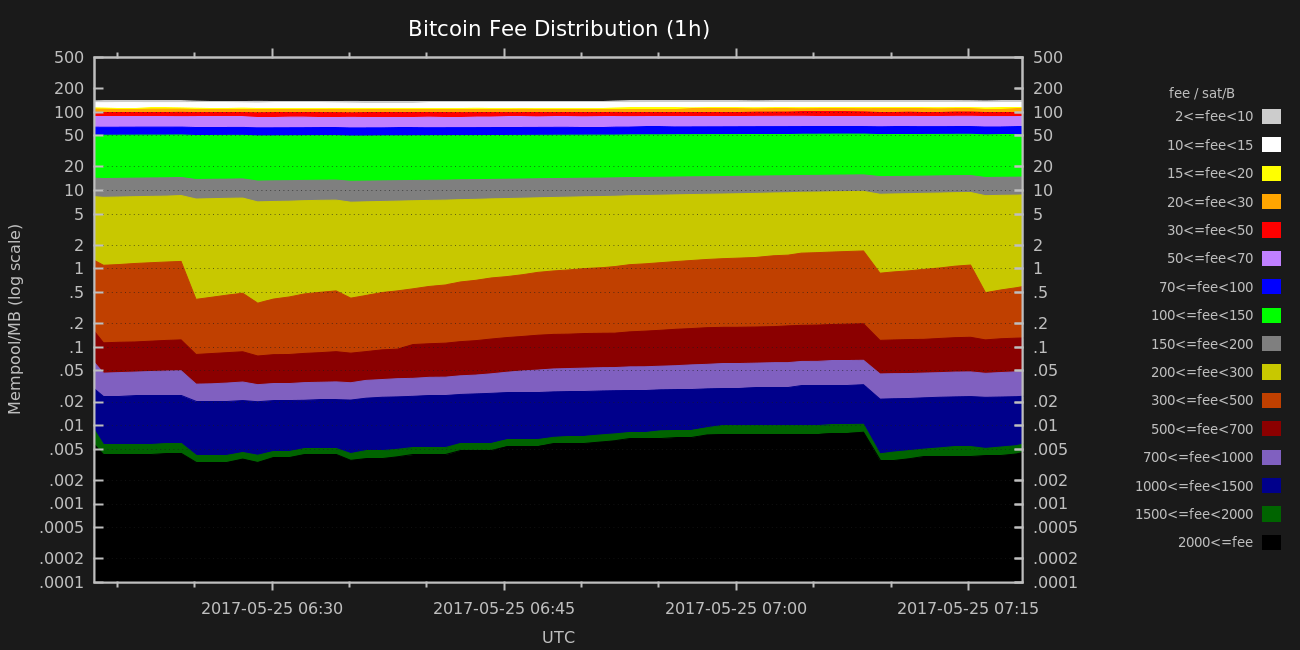 Bitcoin Fee Distribution (1h)
500 500
200 200
100 100
50 50
20 20
10 10
5 5
2 2
1 1
.5 .5
.2 .2
.1 .1
.05 .05
.02 .02
.01 .01
.005 .005
.002 .002
.001 .001
.0005 .0005
.0002 .0002
.0001 .0001
Mempool/MB (log scale)
2017-05-25 06:30 2017-05-25 06:45 2017-05-25 07:00 2017-05-25 07:15
UTC
fee / sat/B
2<=fee<10
10<=fee<15
15<=fee<20
20<=fee<30
30<=fee<50
50<=fee<70
70<=fee<100
100<=fee<150
150<=fee<200
200<=fee<300
300<=fee<500
500<=fee<700
700<=fee<1000
1000<=fee<1500
1500<=fee<2000
2000<=fee